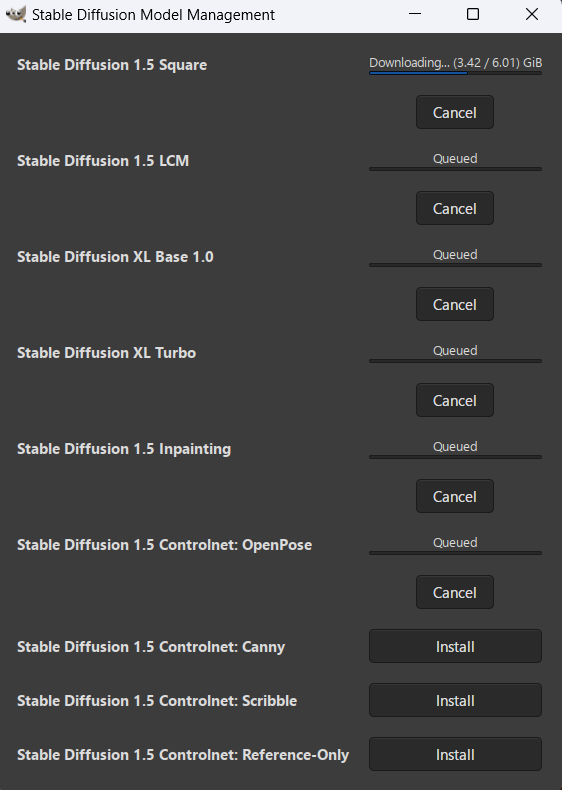 Stable Diffusion Model Management
Stable Diffusion 1.5 Square
Downloading... (3.42 / 6.01) GiB
Cancel
Stable Diffusion 1.5 LCM
Queued
Cancel
Stable Diffusion XL Base 1.0
Queued
Cancel
Stable Diffusion XL Turbo
Queued
Cancel
Stable Diffusion 1.5 Inpainting
Queued
Cancel
Stable Diffusion 1.5 Controlnet: OpenPose
Queued
Cancel
Stable Diffusion 1.5 Controlnet: Canny
Install
Stable Diffusion 1.5 Controlnet: Scribble
Install
Stable Diffusion 1.5 Controlnet: Reference-Only
Install